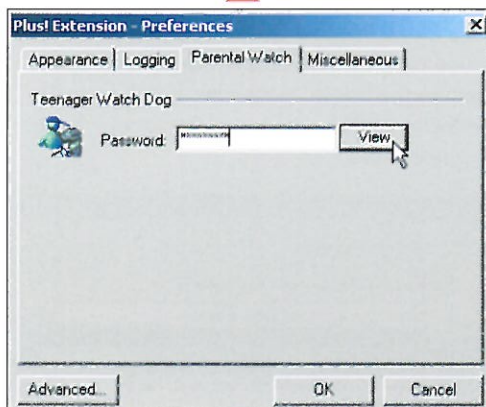 Plus! Extension - Preferences
Appearance Logging Parental Watch Miscellaneous
Teenager Watch Dog
Password: View
Advanced... OK Cancel